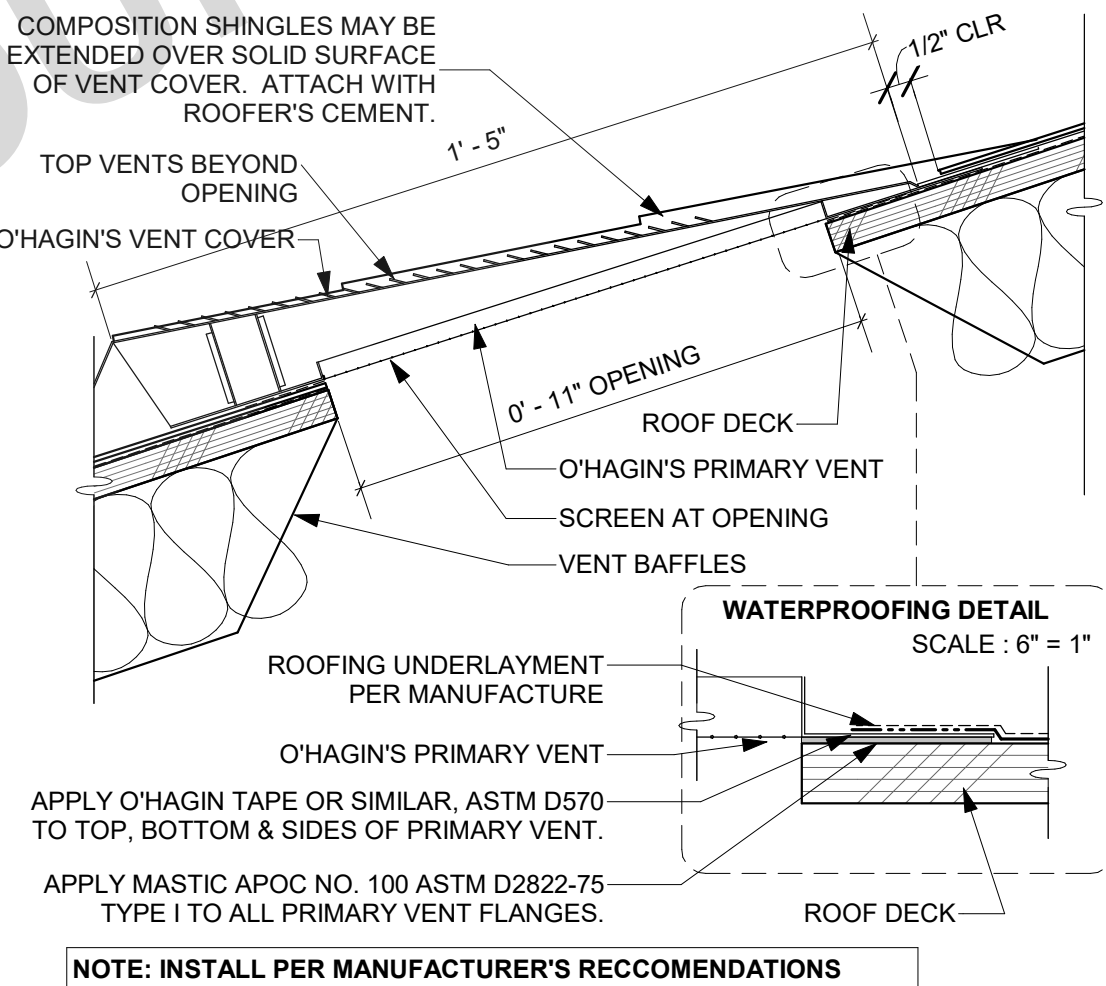 COMPOSITION SHINGLES MAY BE
EXTENDED OVER SOLID SURFACE
OF VENT COVER.  ATTACH WITH
ROOFER'S CEMENT.
1/2" CLR
1' - 5"
TOP VENTS BEYOND
OPENING
O'HAGIN'S VENT COVER
0' - 11" OPENING
ROOF DECK
O'HAGIN'S PRIMARY VENT
SCREEN AT OPENING
VENT BAFFLES
WATERPROOFING DETAIL
SCALE : 6" = 1"
ROOFING UNDERLAYMENT
PER MANUFACTURE
O'HAGIN'S PRIMARY VENT
APPLY O'HAGIN TAPE OR SIMILAR, ASTM D570
TO TOP, BOTTOM & SIDES OF PRIMARY VENT.
APPLY MASTIC APOC NO. 100 ASTM D2822-75
TYPE I TO ALL PRIMARY VENT FLANGES.
ROOF DECK
NOTE: INSTALL PER MANUFACTURER'S RECCOMENDATIONS